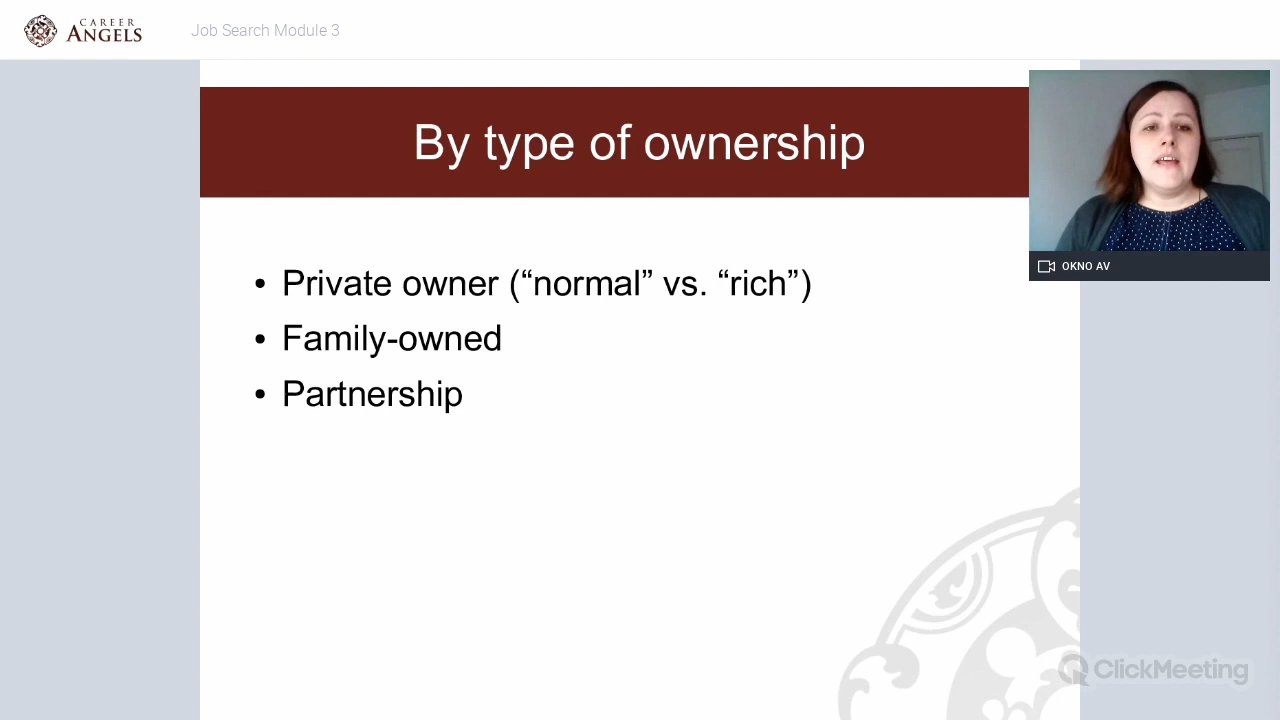 CAREER
ANGELS
Job Search Module 3
By type of ownership
• Private owner (“normal” vs. “rich”)
• Family-owned
• Partnership
OKNO AV
ClickMeeting